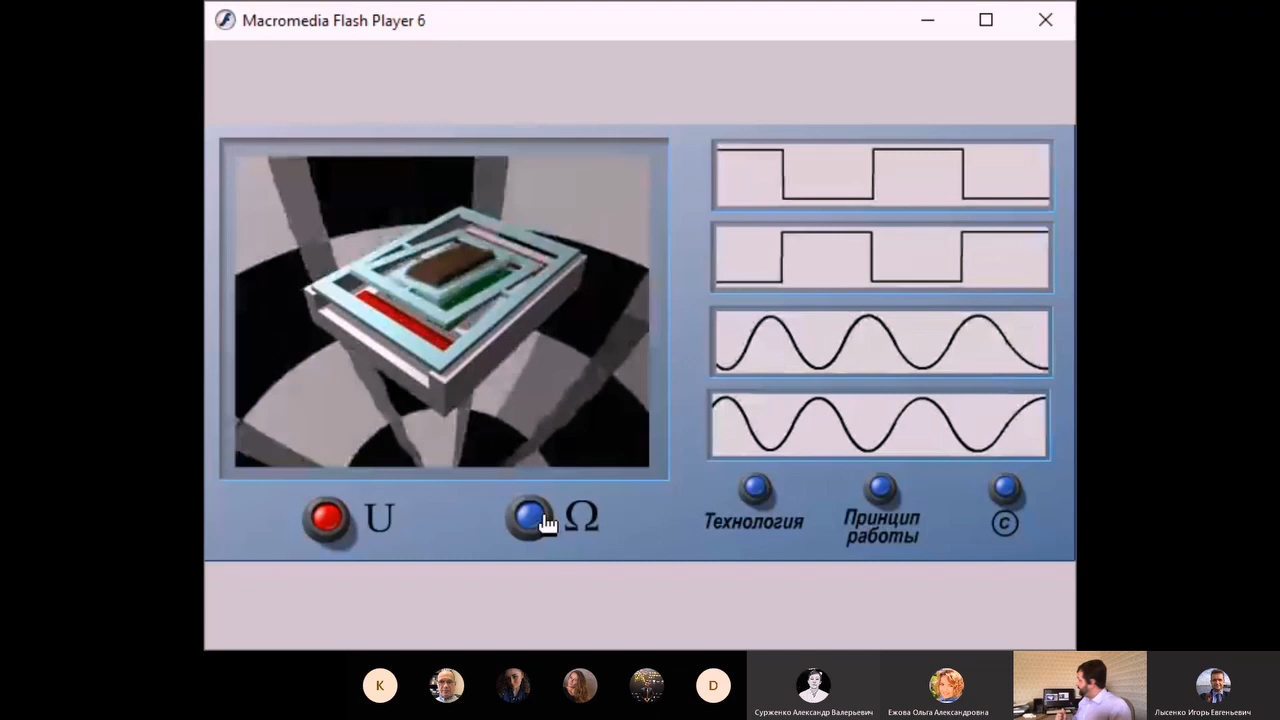 Macromedia Flash Player 6
U
Ω
Технология
Принцип
работы
©
K
D
Сурженко Александр Валерьевич
Ежова Ольга Александровна
Лысенко Игорь Евгеньевич